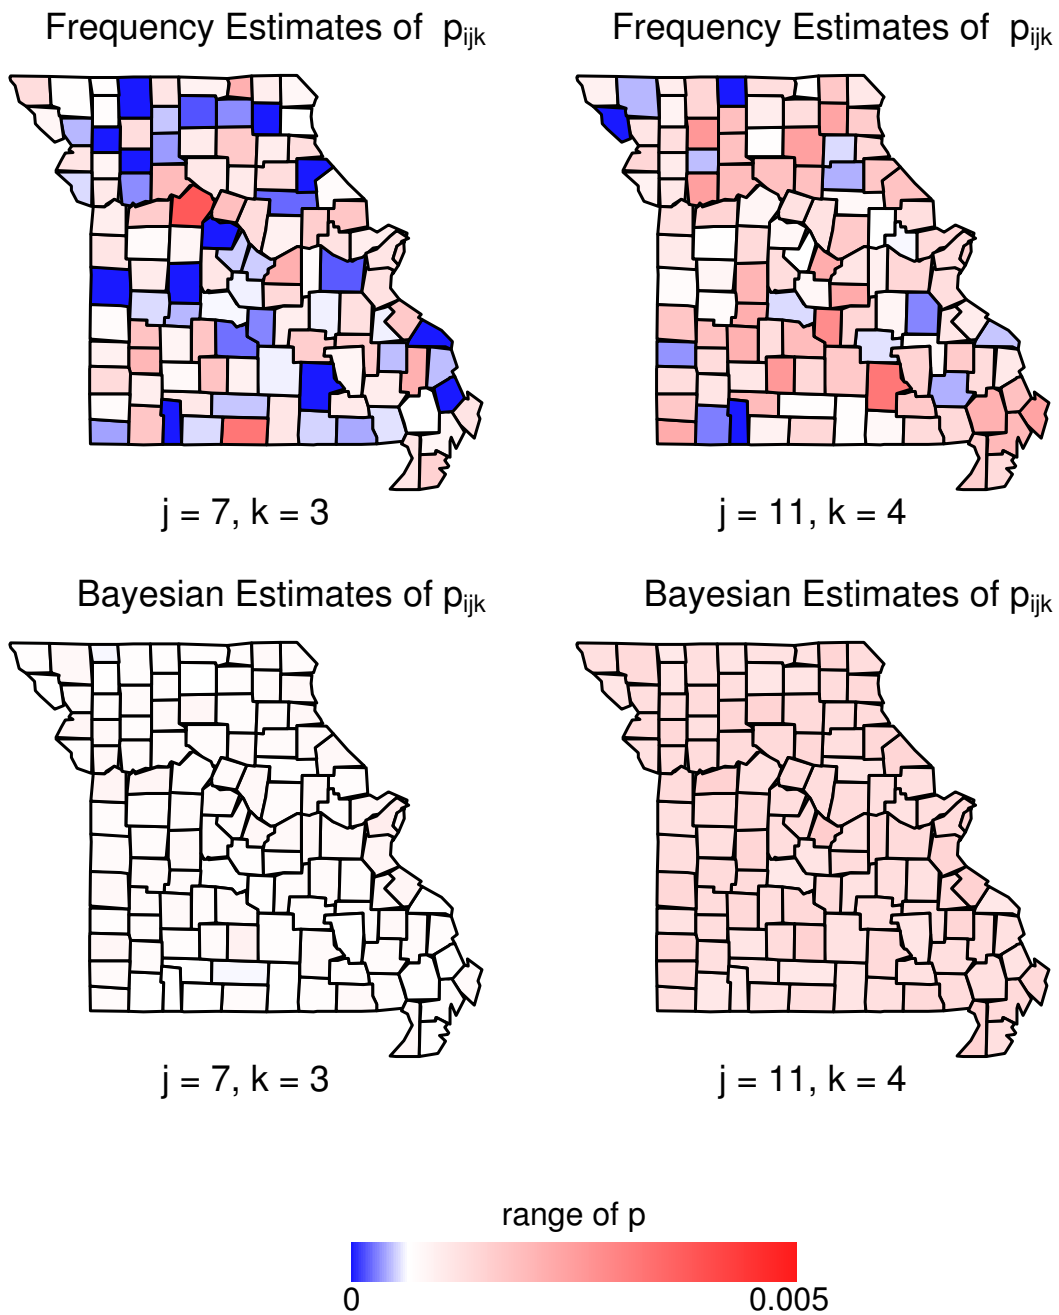 Frequency Estimates of p_ijk
Frequency Estimates of p_ijk
j = 7, k = 3
j = 11, k = 4
Bayesian Estimates of p_ijk
Bayesian Estimates of p_ijk
j = 7, k = 3
j = 11, k = 4
range of p
0
0.005